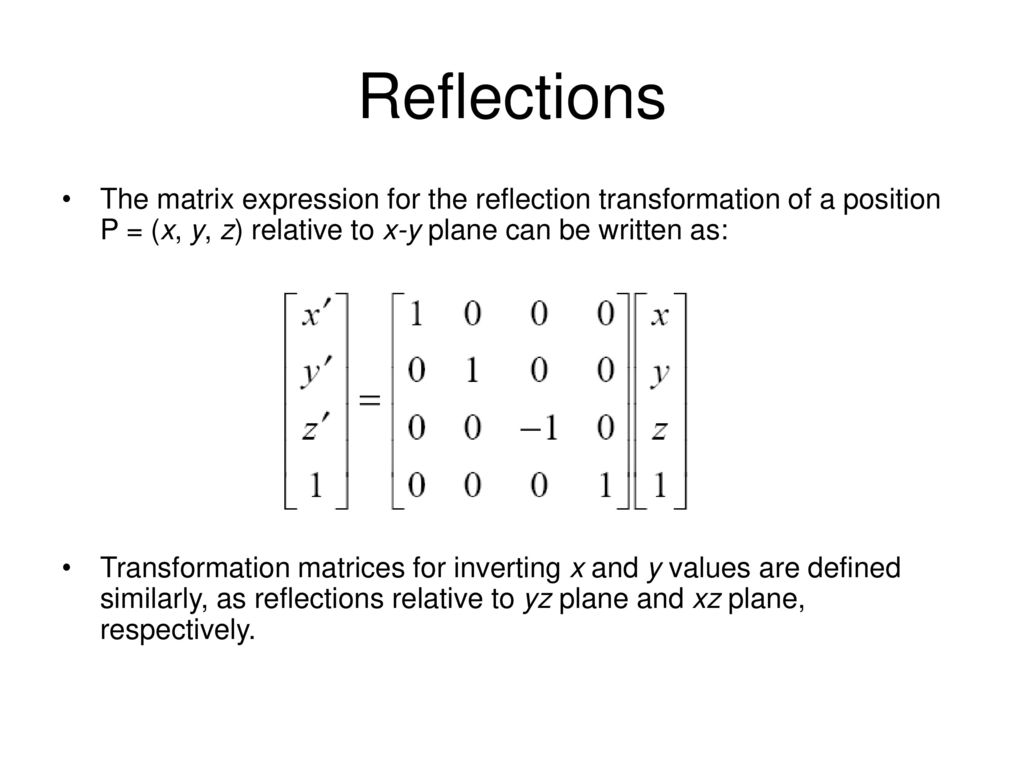 Reflections
• The matrix expression for the reflection transformation of a position
P = (x, y, z) relative to x-y plane can be written as:
[x′] = [1 0 0 0][x]
[y′] [0 1 0 0][y]
[z′] [0 0 −1 0][z]
[1] [0 0 0 1][1]
• Transformation matrices for inverting x and y values are defined
similarly, as reflections relative to yz plane and xz plane,
respectively.